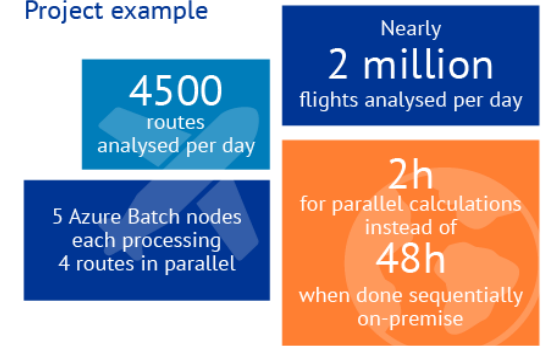 Project example
4500
routes
analysed per day
5 Azure Batch nodes
each processing
4 routes in parallel
Nearly
2 million
flights analysed per day
2h
for parallel calculations
instead of
48h
when done sequentially
on-premise